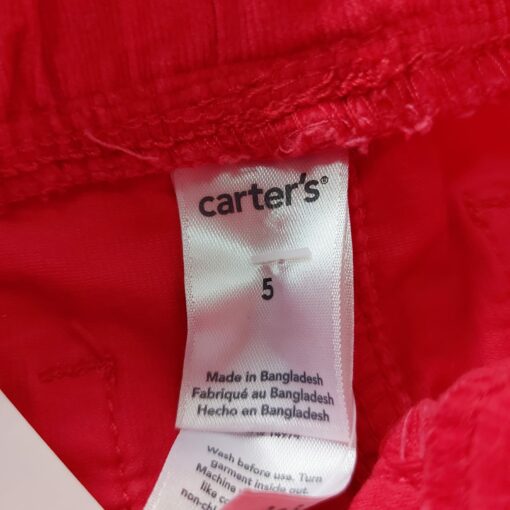 carter's®
5
Made in Bangladesh
Fabriqué au Bangladesh
Hecho en Bangladesh
Wash before use. Turn
garment inside out.
Machine
like
non-